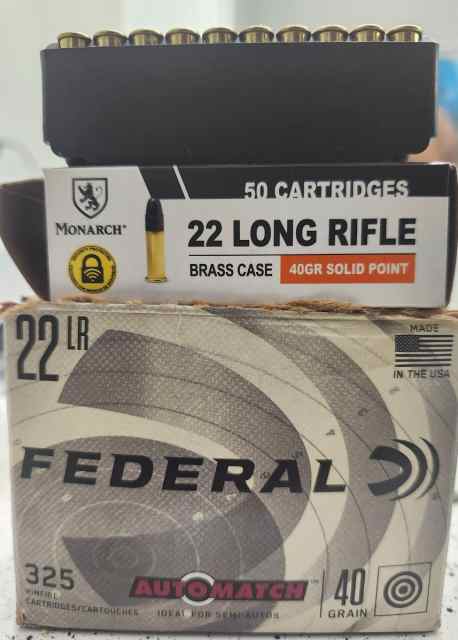 50 CARTRIDGES
MONARCH®
22 LONG RIFLE
BRASS CASE 40GR SOLID POINT
22 LR
MADE
IN THE USA
FEDERAL
325
RIMFIRE
CARTRIDGES/CARTOUCHES
AUTOMATCH™
IDEAL FOR SEMI-AUTOS
40
GRAIN